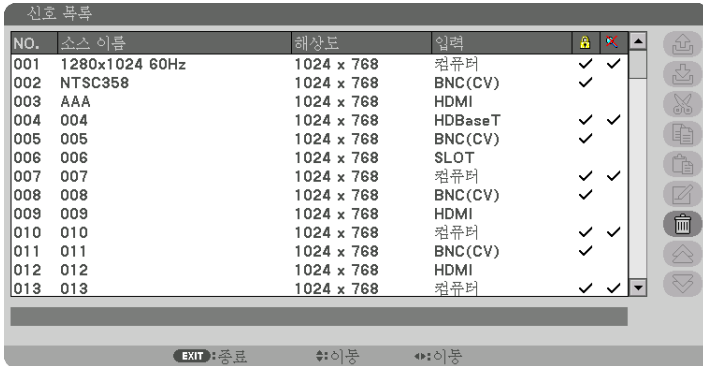 신호 목록
NO. 소스 이름 해상도 입력
001 1280x1024 60Hz 1024 x 768 컴퓨터 ✓ ✓
002 NTSC358 1024 x 768 BNC(CV) ✓
003 AAA 1024 x 768 HDMI
004 004 1024 x 768 HDBaseT ✓ ✓
005 005 1024 x 768 BNC(CV) ✓
006 006 1024 x 768 SLOT
007 007 1024 x 768 컴퓨터 ✓ ✓
008 008 1024 x 768 BNC(CV) ✓
009 009 1024 x 768 HDMI
010 010 1024 x 768 컴퓨터 ✓ ✓
011 011 1024 x 768 BNC(CV) ✓
012 012 1024 x 768 HDMI
013 013 1024 x 768 컴퓨터 ✓ ✓
EXIT :종료 :이동 :이동